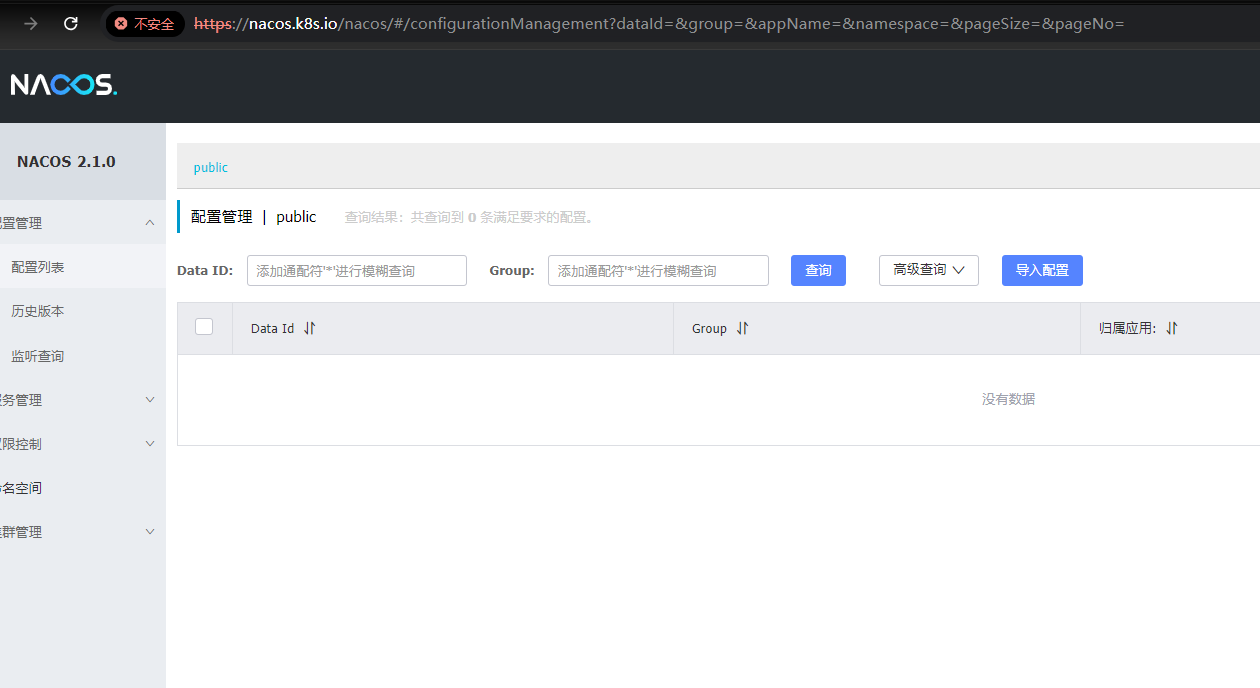 不安全 https://nacos.k8s.io/nacos/#/configurationManagement?dataId=&group=&appName=&namespace=&pageSize=&pageNo=
NACOS.
NACOS 2.1.0
置管理
配置列表
历史版本
监听查询
务管理
限控制
名空间
群管理
public
配置管理 | public 查询结果：共查询到 0 条满足要求的配置。
Data ID: 添加通配符'*'进行模糊查询 Group: 添加通配符'*'进行模糊查询 查询 高级查询 导入配置
Data Id Group 归属应用:
没有数据